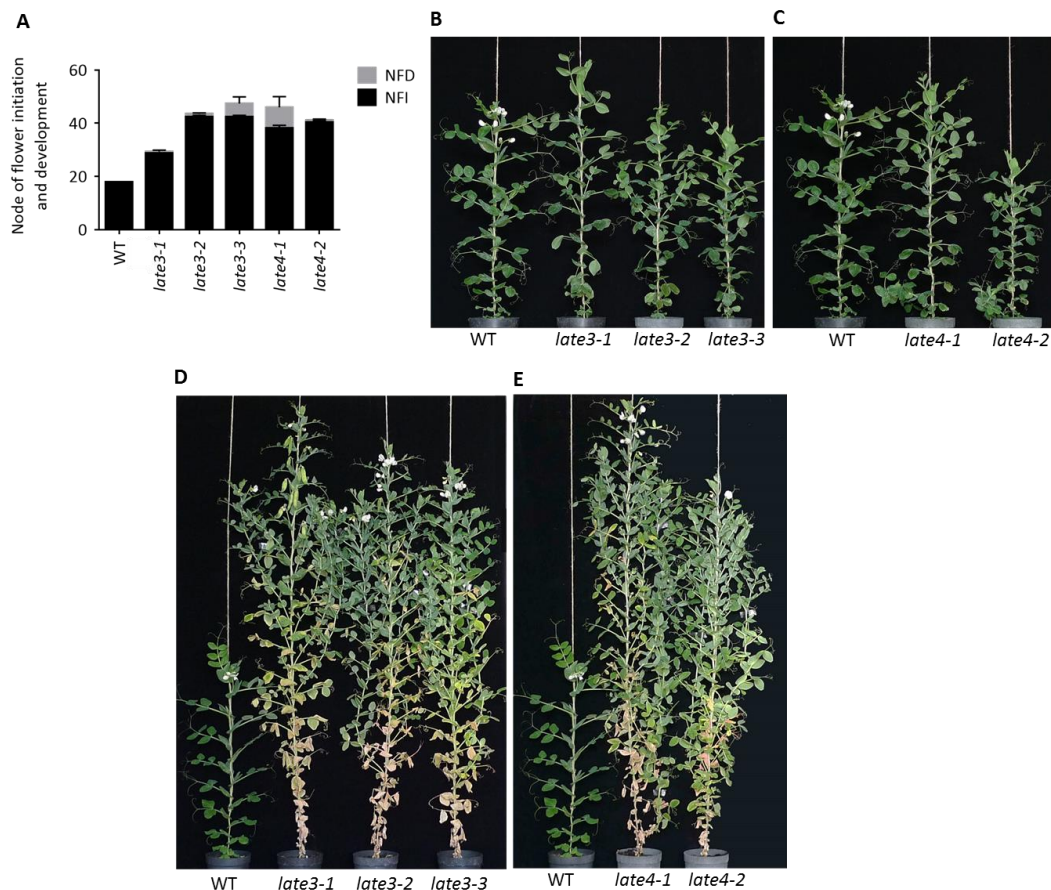 A
Node of flower initiation
and development
60
40
20
0
WT
late3-1
late3-2
late3-3
late4-1
late4-2
NFD
NFI
B
WT
late3-1
late3-2
late3-3
C
WT
late4-1
late4-2
D
WT
late3-1
late3-2
late3-3
E
WT
late4-1
late4-2